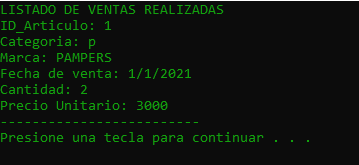 LISTADO DE VENTAS REALIZADAS
ID_Articulo: 1
Categoria: p
Marca: PAMPERS
Fecha de venta: 1/1/2021
Cantidad: 2
Precio Unitario: 3000
-------------------------
Presione una tecla para continuar . . .